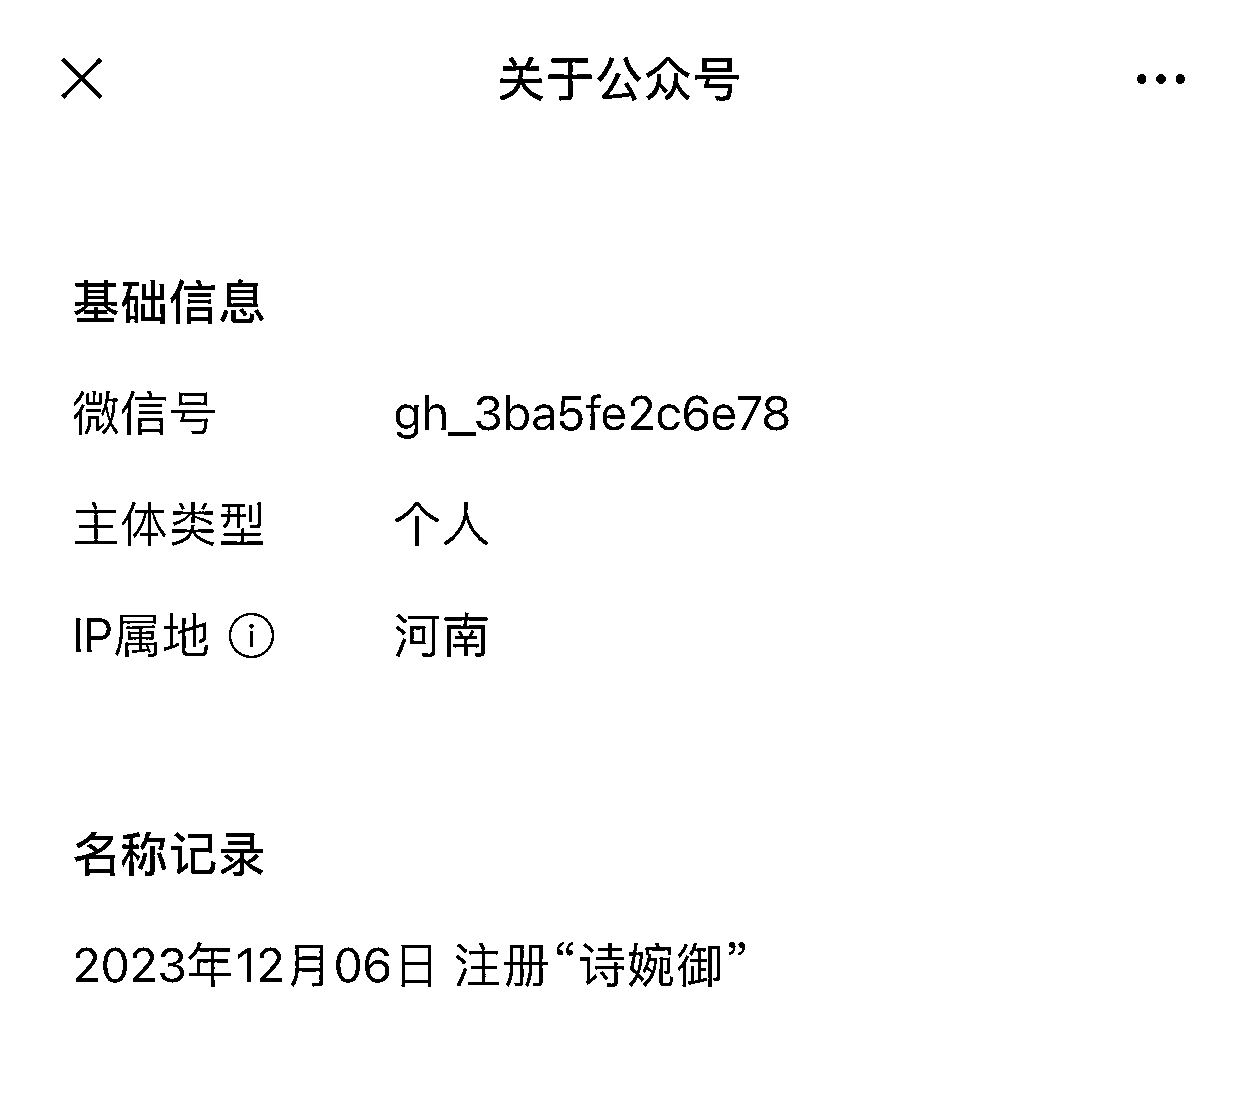 关于公众号
基础信息
微信号 gh_3ba5fe2c6e78
主体类型 个人
IP属地 河南
名称记录
2023年12月06日 注册“诗婉御”